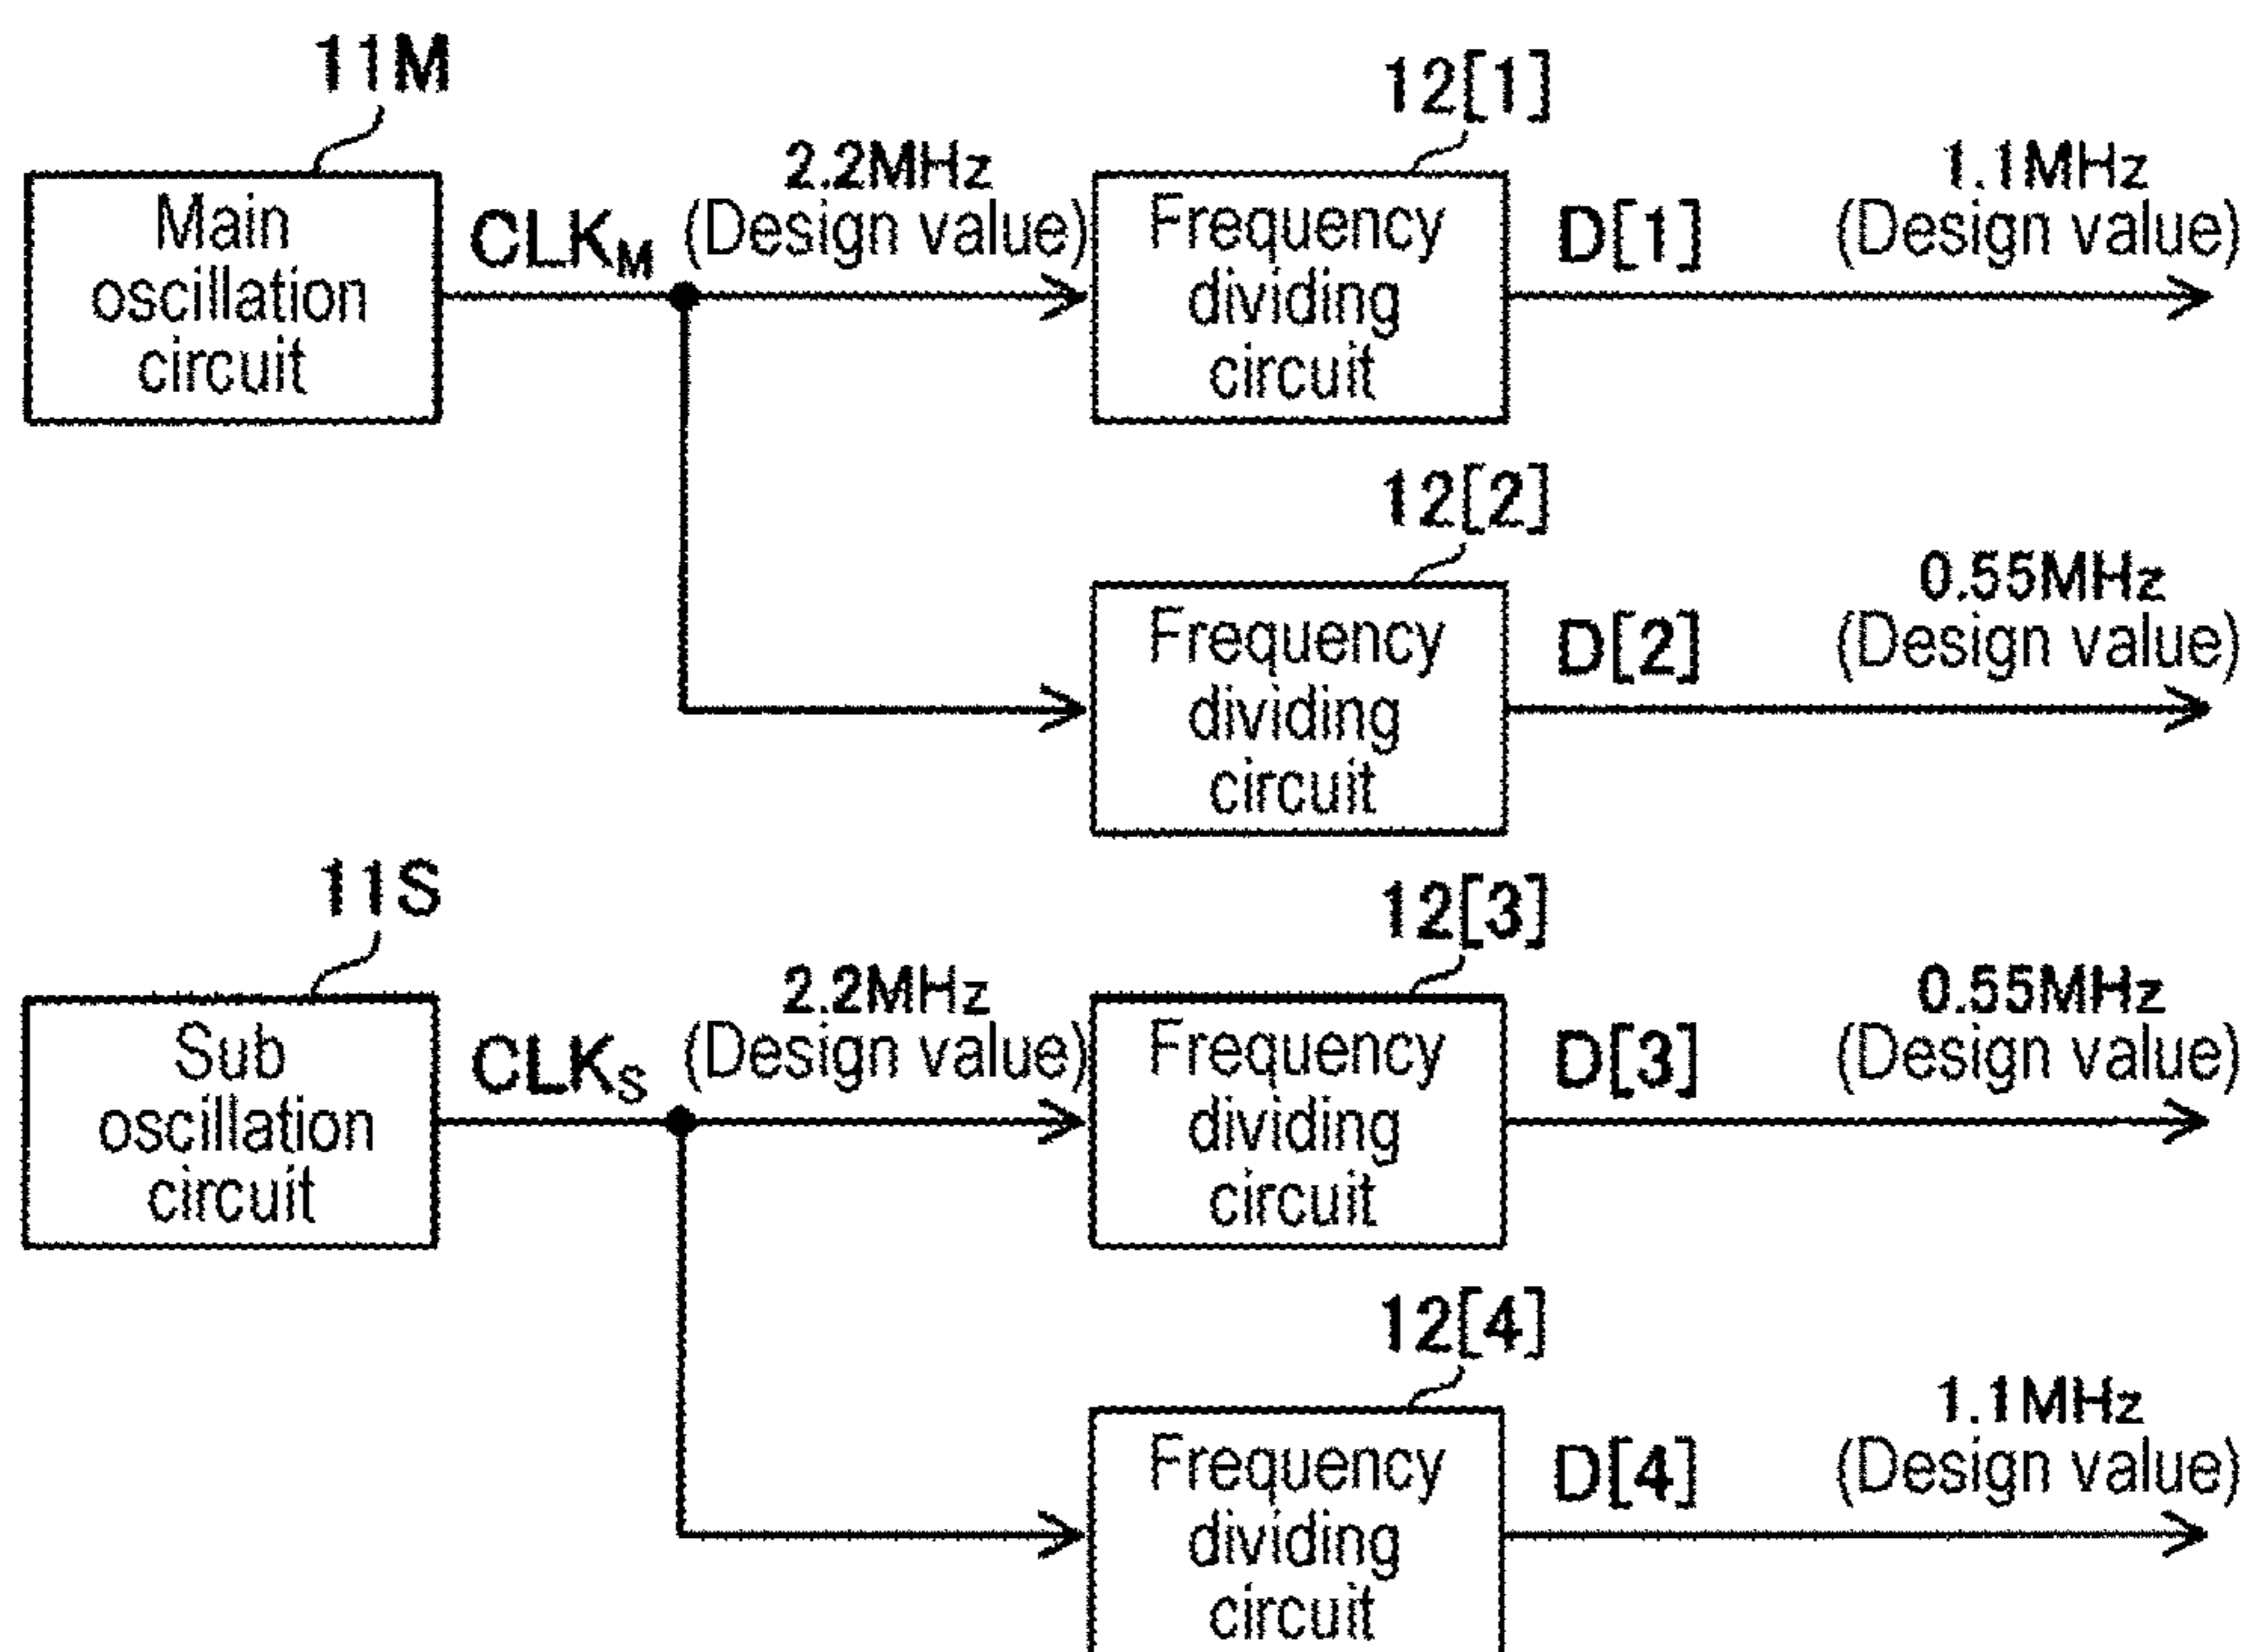 11M
12[1]
Main
oscillation
circuit
CLKM
2.2MHz
(Design value)
Frequency
dividing
circuit
D[1]
1.1MHz
(Design value)
12[2]
Frequency
dividing
circuit
D[2]
0.55MHz
(Design value)
11S
12[3]
Sub
oscillation
circuit
CLKS
2.2MHz
(Design value)
Frequency
dividing
circuit
D[3]
0.55MHz
(Design value)
12[4]
Frequency
dividing
circuit
D[4]
1.1MHz
(Design value)